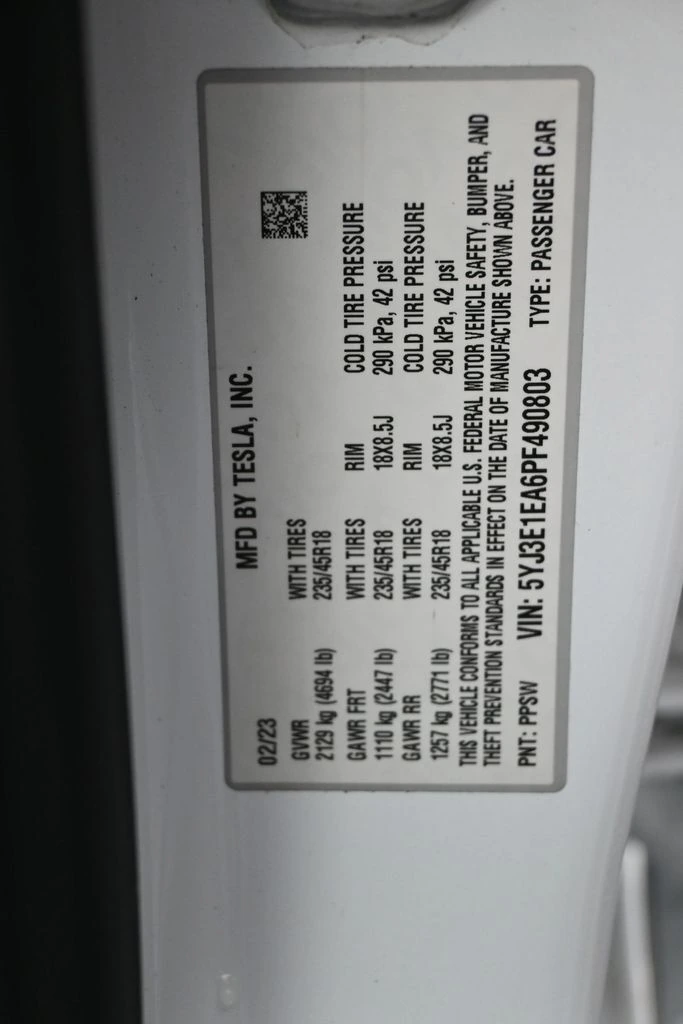 MFD BY TESLA, INC.
02/23
GVWR WITH TIRES
2129 kg (4694 lb) 235/45R18
GAWR FRT WITH TIRES RIM COLD TIRE PRESSURE
1110 kg (2447 lb) 235/45R18 18X8.5J 290 kPa, 42 psi
GAWR RR WITH TIRES RIM COLD TIRE PRESSURE
1257 kg (2771 lb) 235/45R18 18X8.5J 290 kPa, 42 psi
THIS VEHICLE CONFORMS TO ALL APPLICABLE U.S. FEDERAL MOTOR VEHICLE SAFETY, BUMPER, AND
THEFT PREVENTION STANDARDS IN EFFECT ON THE DATE OF MANUFACTURE SHOWN ABOVE.
PNT: PPSW VIN: 5YJ3E1EA6PF490803 TYPE: PASSENGER CAR